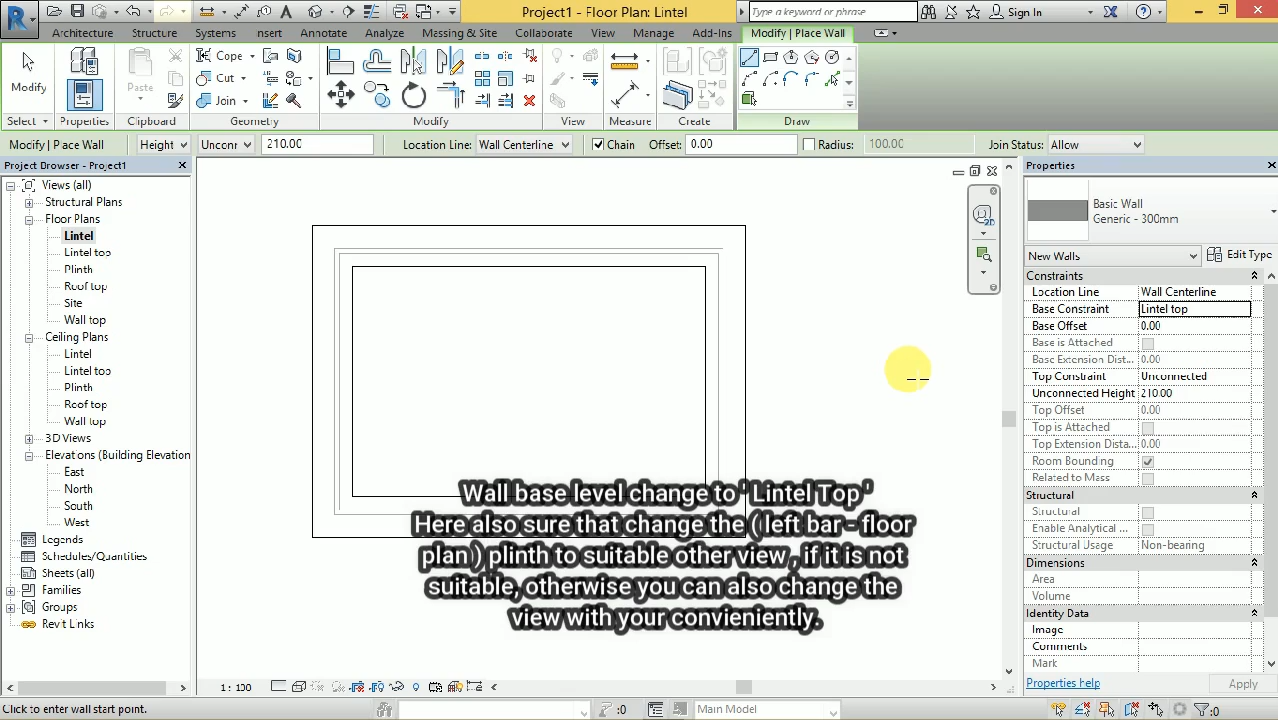 Project1 - Floor Plan: Lintel
Type a keyword or phrase
Sign In
Architecture
Structure
Systems
Insert
Annotate
Analyze
Massing & Site
Collaborate
View
Manage
Add-Ins
Modify | Place Wall
Modify
Cope
Cut
Join
Paste
Select
Properties
Clipboard
Geometry
Modify
View
Measure
Create
Draw
Modify | Place Wall
Height
Unconr
210.00
Location Line:
Wall Centerline
Chain
Offset:
0.00
Radius:
100.00
Join Status:
Allow
Project Browser - Project1
Views (all)
Structural Plans
Floor Plans
Lintel
Lintel top
Plinth
Roof top
Site
Wall top
Ceiling Plans
Lintel
Lintel top
Plinth
Roof top
Wall top
3D Views
Elevations (Building Elevation
East
North
South
West
Legends
Schedules/Quantities
Sheets (all)
Families
Groups
Revit Links
2D
Wall base level change to ' Lintel Top '
Here also sure that change the ( left bar - floor
plan ) plinth to suitable other view , if it is not
suitable, otherwise you can also change the
view with your convieniently.
Properties
Basic Wall
Generic - 300mm
New Walls
Edit Type
Constraints
Location Line Wall Centerline
Base Constraint Lintel top
Base Offset 0.00
Base is Attached
Base Extension Dist... 0.00
Top Constraint Unconnected
Unconnected Height 210.00
Top Offset 0.00
Top is Attached
Top Extension Dista... 0.00
Room Bounding
Related to Mass
Structural
Structural
Enable Analytical ...
Structural Usage Non-bearing
Dimensions
Area
Volume
Identity Data
Image
Comments
Mark
Properties help
Apply
1 : 100
Click to enter wall start point.
:0
Main Model
:0